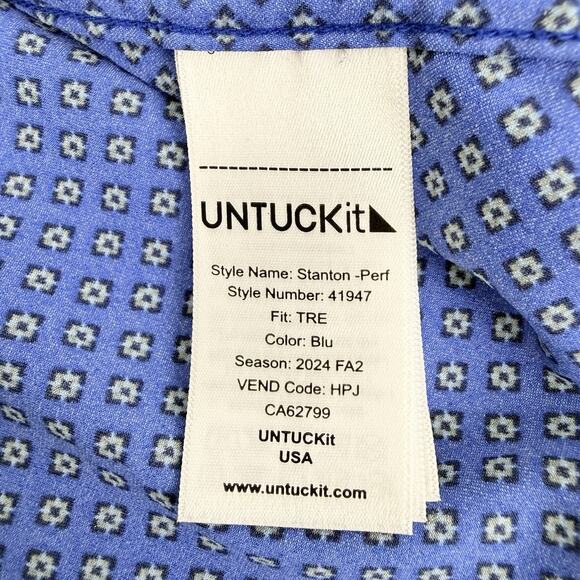 UNTUCKit
Style Name: Stanton -Perf
Style Number: 41947
Fit: TRE
Color: Blu
Season: 2024 FA2
VEND Code: HPJ
CA62799
UNTUCKit
USA
www.untuckit.com